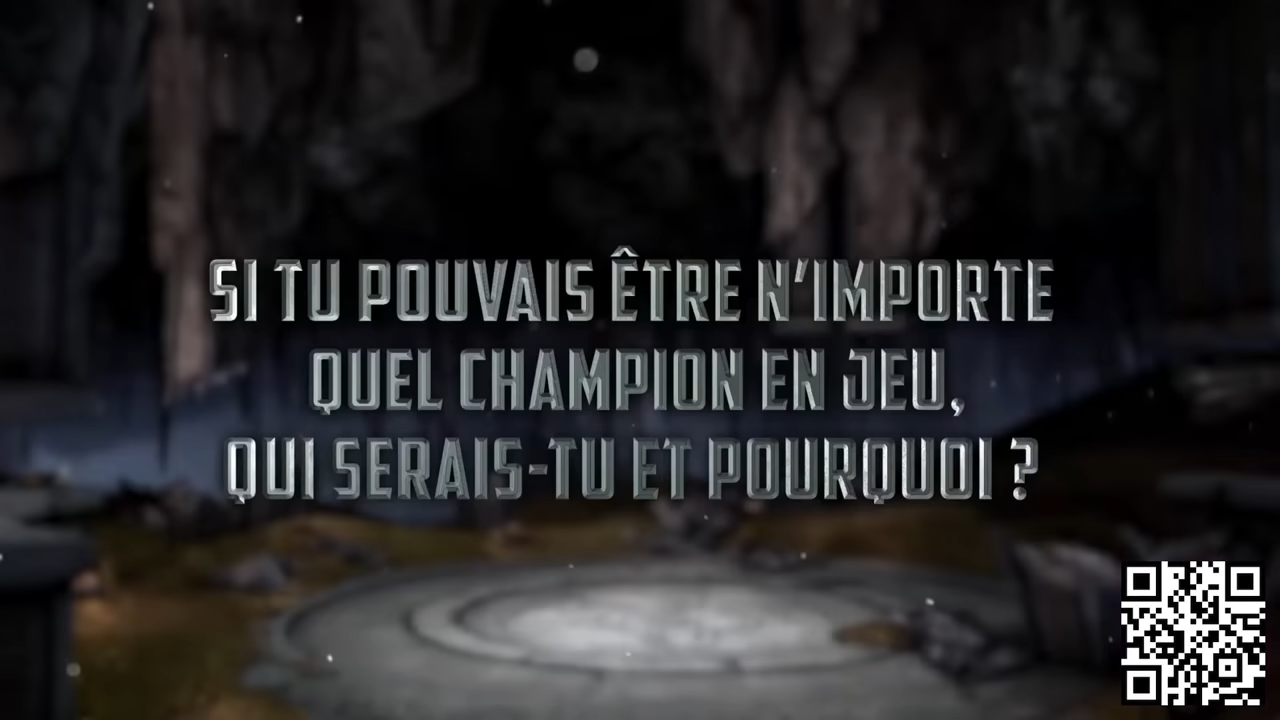 SI TU POUVAIS ÊTRE N'IMPORTE
QUEL CHAMPION EN JEU,
QUI SERAIS-TU ET POURQUOI ?